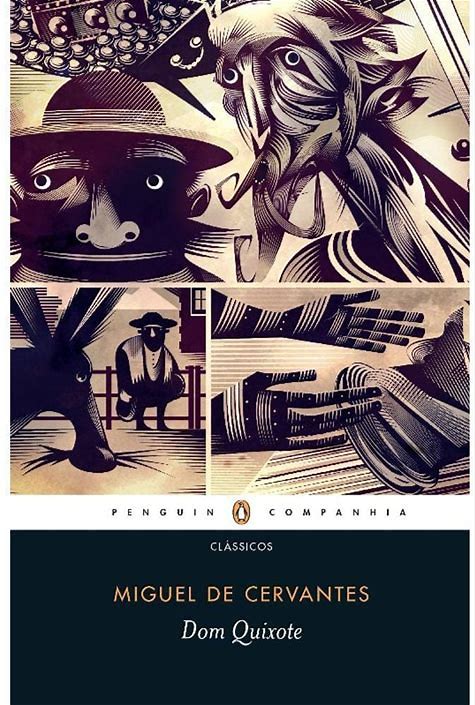 PENGUIN COMPANHIA
CLÁSSICOS
MIGUEL DE CERVANTES
Dom Quixote